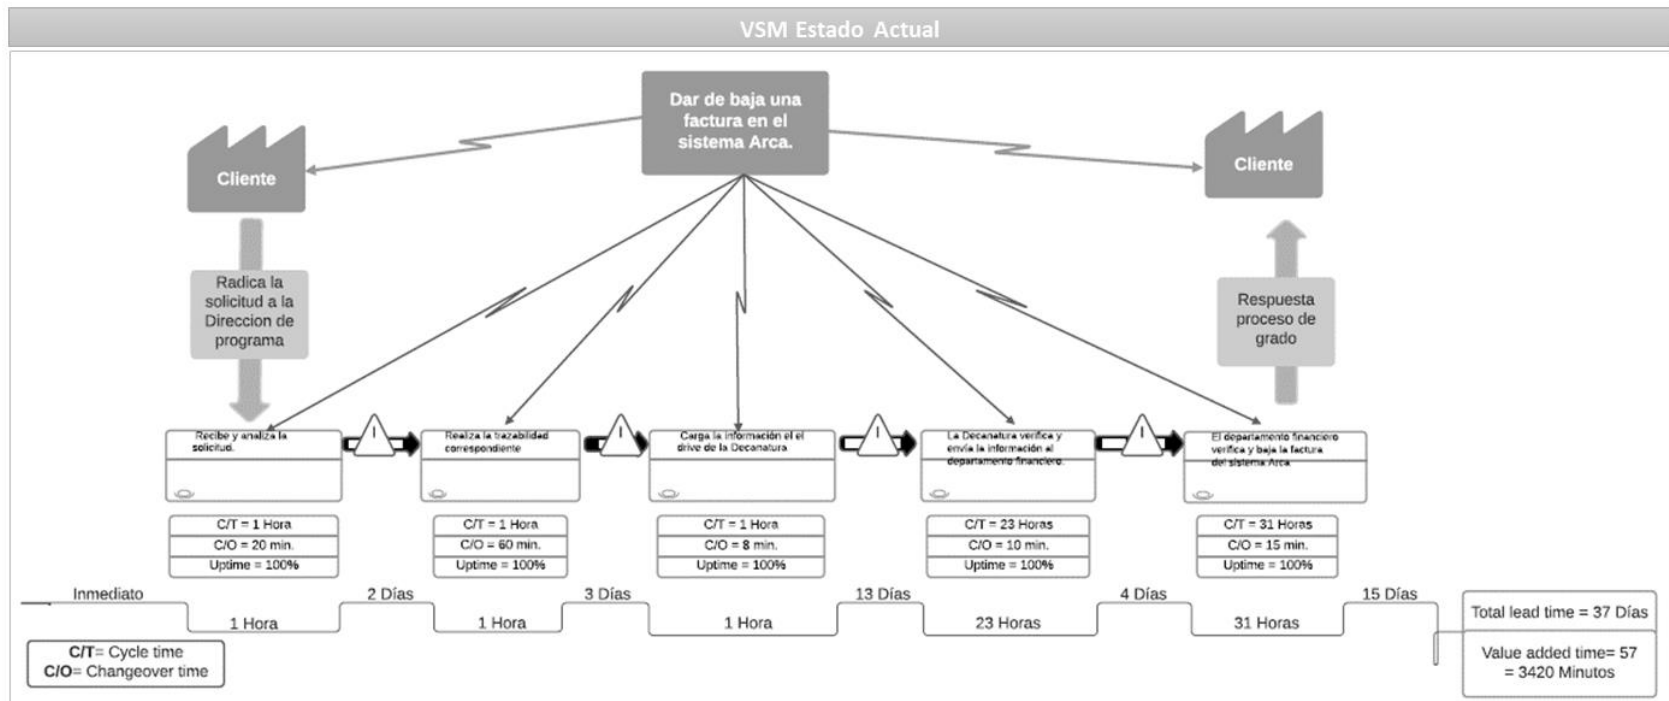 VSM Estado Actual
Dar de baja una
factura en el
sistema Arca.
Cliente
Cliente
Radica la
solicitud a la
Direccion de
programa
Respuesta
proceso de
grado
Recibe y analiza la
solicitud.
I
Realiza la trazabilidad
correspondiente
I
Carga la información el el
drive de la Decanatura
I
La Decanatura verifica y
envía la información al
departamento financiero.
I
El departamento financiero
verifica y baja la factura
del sistema Arca
C/T = 1 Hora
C/O = 20 min.
Uptime = 100%
C/T = 1 Hora
C/O = 60 min.
Uptime = 100%
C/T = 1 Hora
C/O = 8 min.
Uptime = 100%
C/T = 23 Horas
C/O = 10 min.
Uptime = 100%
C/T = 31 Horas
C/O = 15 min.
Uptime = 100%
Inmediato
2 Días
3 Días
13 Días
4 Días
15 Días
1 Hora
1 Hora
1 Hora
23 Horas
31 Horas
Total lead time = 37 Días
Value added time= 57
= 3420 Minutos
C/T= Cycle time
C/O= Changeover time